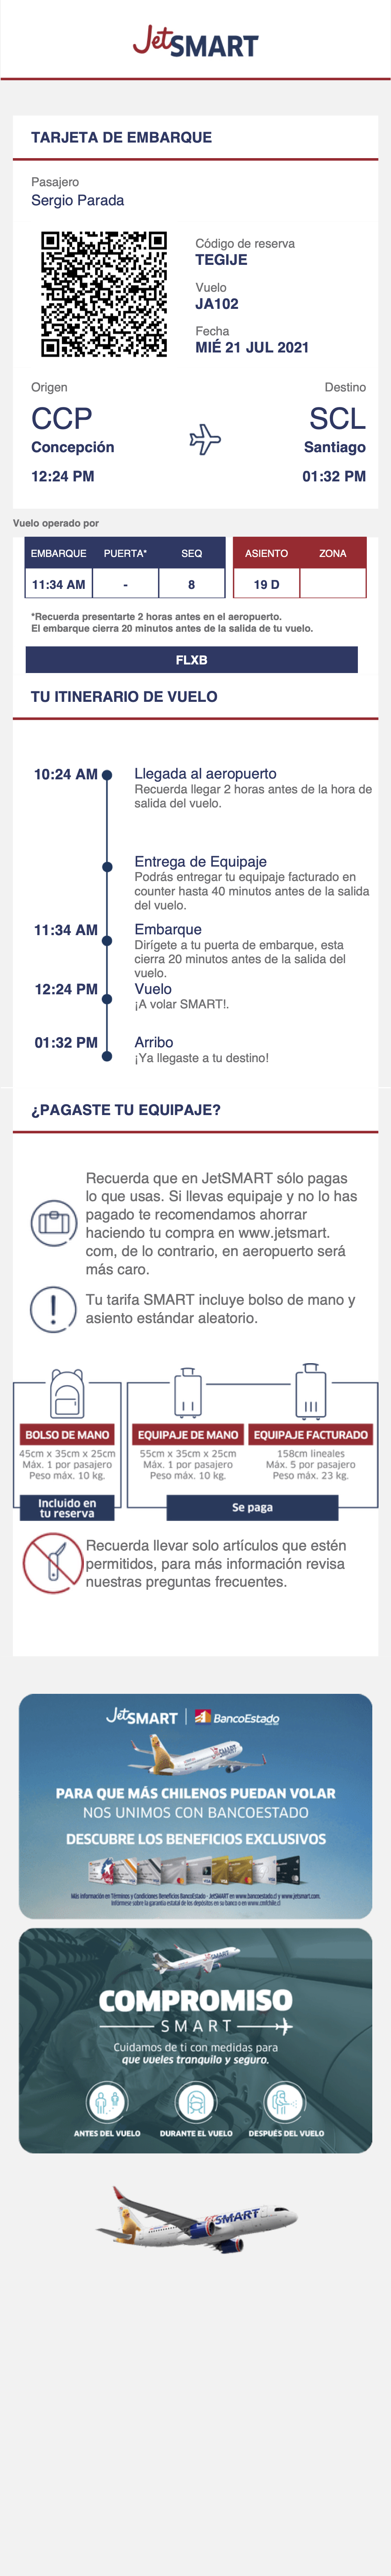 JetSMART
TARJETA DE EMBARQUE
Pasajero
Sergio Parada
Código de reserva
TEGIJE
Vuelo
JA102
Fecha
MIÉ 21 JUL 2021
Origen
Destino
CCP
SCL
Concepción
Santiago
12:24 PM
01:32 PM
Vuelo operado por
EMBARQUE PUERTA* SEQ ASIENTO ZONA
11:34 AM - 8 19 D
*Recuerda presentarte 2 horas antes en el aeropuerto.
El embarque cierra 20 minutos antes de la salida de tu vuelo.
FLXB
TU ITINERARIO DE VUELO
10:24 AM
Llegada al aeropuerto
Recuerda llegar 2 horas antes de la hora de
salida del vuelo.
Entrega de Equipaje
Podrás entregar tu equipaje facturado en
counter hasta 40 minutos antes de la salida
del vuelo.
11:34 AM
Embarque
Dirígete a tu puerta de embarque, esta
cierra 20 minutos antes de la salida del
vuelo.
12:24 PM
Vuelo
¡A volar SMART!.
01:32 PM
Arribo
¡Ya llegaste a tu destino!
¿PAGASTE TU EQUIPAJE?
Recuerda que en JetSMART sólo pagas
lo que usas. Si llevas equipaje y no lo has
pagado te recomendamos ahorrar
haciendo tu compra en www.jetsmart.
com, de lo contrario, en aeropuerto será
más caro.
Tu tarifa SMART incluye bolso de mano y
asiento estándar aleatorio.
BOLSO DE MANO
45cm x 35cm x 25cm
Máx. 1 por pasajero
Peso máx. 10 kg.
Incluido en
tu reserva
EQUIPAJE DE MANO
55cm x 35cm x 25cm
Máx. 1 por pasajero
Peso máx. 10 kg.
EQUIPAJE FACTURADO
158cm lineales
Máx. 5 por pasajero
Peso máx. 23 kg.
Se paga
Recuerda llevar solo artículos que estén
permitidos, para más información revisa
nuestras preguntas frecuentes.
JetSMART | BancoEstado
PARA QUE MÁS CHILENOS PUEDAN VOLAR
NOS UNIMOS CON BANCOESTADO
DESCUBRE LOS BENEFICIOS EXCLUSIVOS
Más información en Términos y Condiciones Beneficios BancoEstado - JetSMART en www.bancoestado.cl y www.jetsmart.com.
Infórmese sobre la garantía estatal de los depósitos en su banco o en www.cmfchile.cl
COMPROMISO
SMART
Cuidamos de ti con medidas para
que vueles tranquilo y seguro.
ANTES DEL VUELO
DURANTE EL VUELO
DESPUÉS DEL VUELO
JetSMART